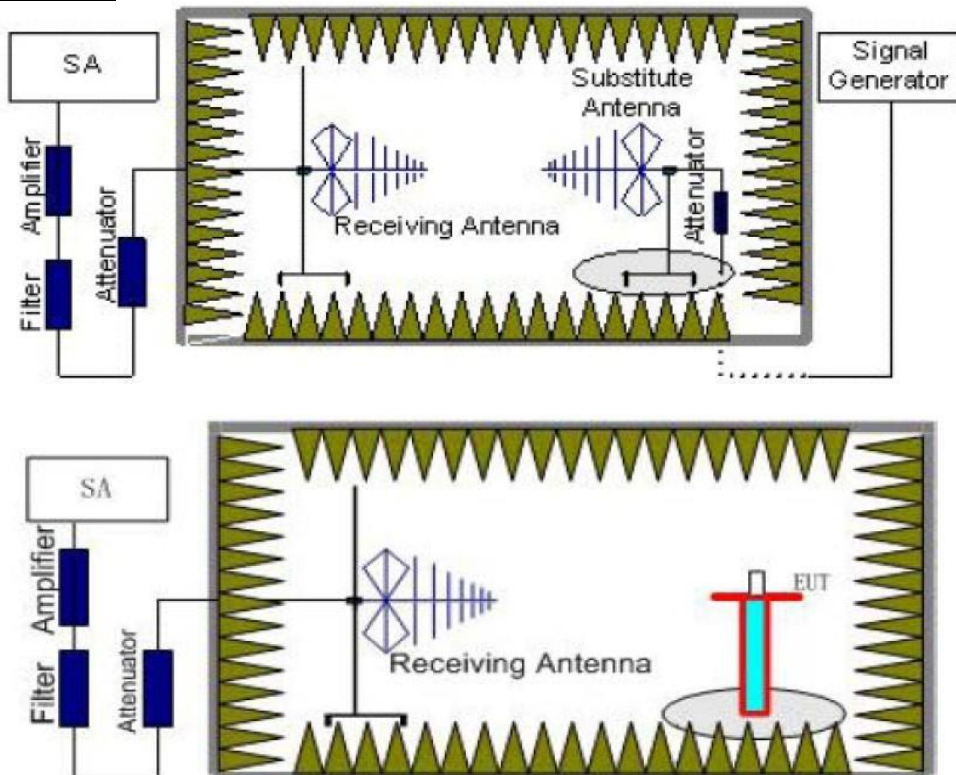 SA
Signal
Generator
Substitute
Antenna
Amplifier
Attenuator
Filter
Receiving Antenna
Attenuator
SA
Amplifier
Filter
Attenuator
EUT
Receiving Antenna